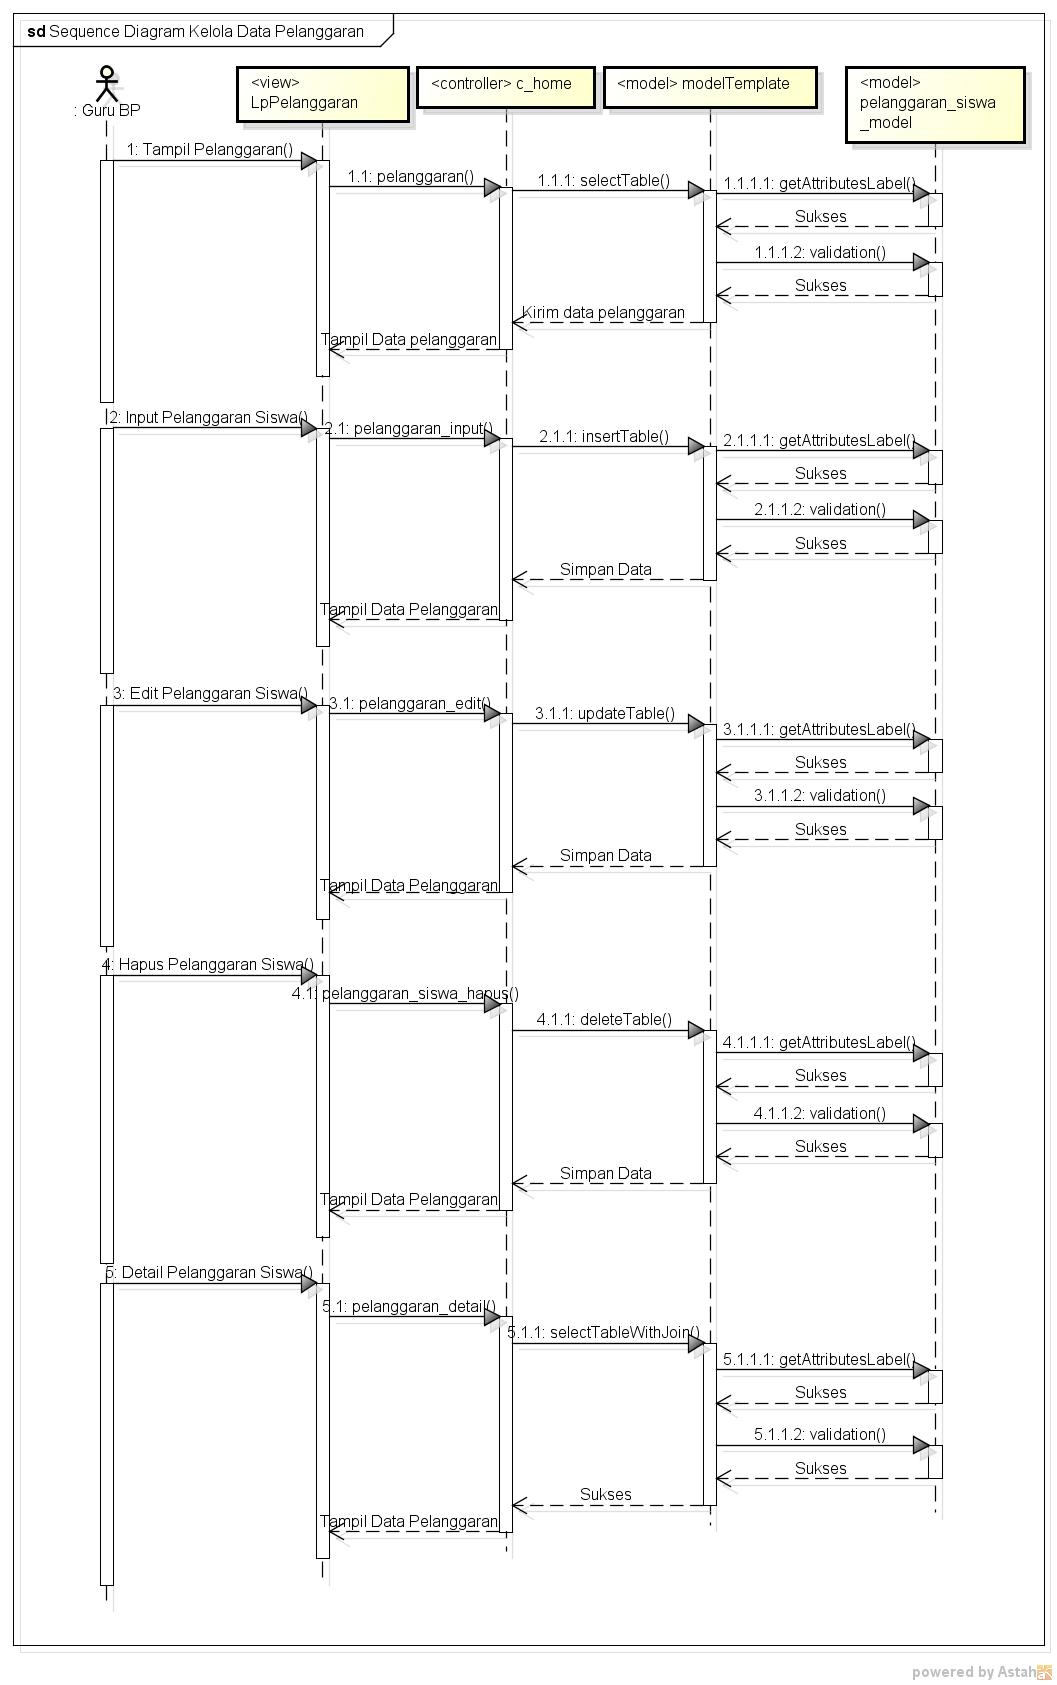 sd Sequence Diagram Kelola Data Pelanggaran
: Guru BP
<view>
LpPelanggaran
<controller> c_home
<model> modelTemplate
<model>
pelanggaran_siswa
_model
1: Tampil Pelanggaran()
1.1: pelanggaran()
1.1.1: selectTable()
1.1.1.1: getAttributesLabel()
Sukses
1.1.1.2: validation()
Sukses
Kirim data pelanggaran
Tampil Data pelanggaran
2: Input Pelanggaran Siswa()
2.1: pelanggaran_input()
2.1.1: insertTable()
2.1.1.1: getAttributesLabel()
Sukses
2.1.1.2: validation()
Sukses
Simpan Data
Tampil Data Pelanggaran
3: Edit Pelanggaran Siswa()
3.1: pelanggaran_edit()
3.1.1: updateTable()
3.1.1.1: getAttributesLabel()
Sukses
3.1.1.2: validation()
Sukses
Simpan Data
Tampil Data Pelanggaran
4: Hapus Pelanggaran Siswa()
4.1: pelanggaran_siswa_hapus()
4.1.1: deleteTable()
4.1.1.1: getAttributesLabel()
Sukses
4.1.1.2: validation()
Sukses
Simpan Data
Tampil Data Pelanggaran
5: Detail Pelanggaran Siswa()
5.1: pelanggaran_detail()
5.1.1: selectTableWithJoin()
5.1.1.1: getAttributesLabel()
Sukses
5.1.1.2: validation()
Sukses
Sukses
Tampil Data Pelanggaran
powered by Astah